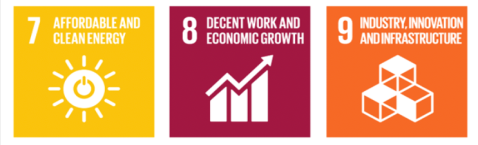 7 AFFORDABLE AND
CLEAN ENERGY
8 DECENT WORK AND
ECONOMIC GROWTH
9 INDUSTRY, INNOVATION
AND INFRASTRUCTURE